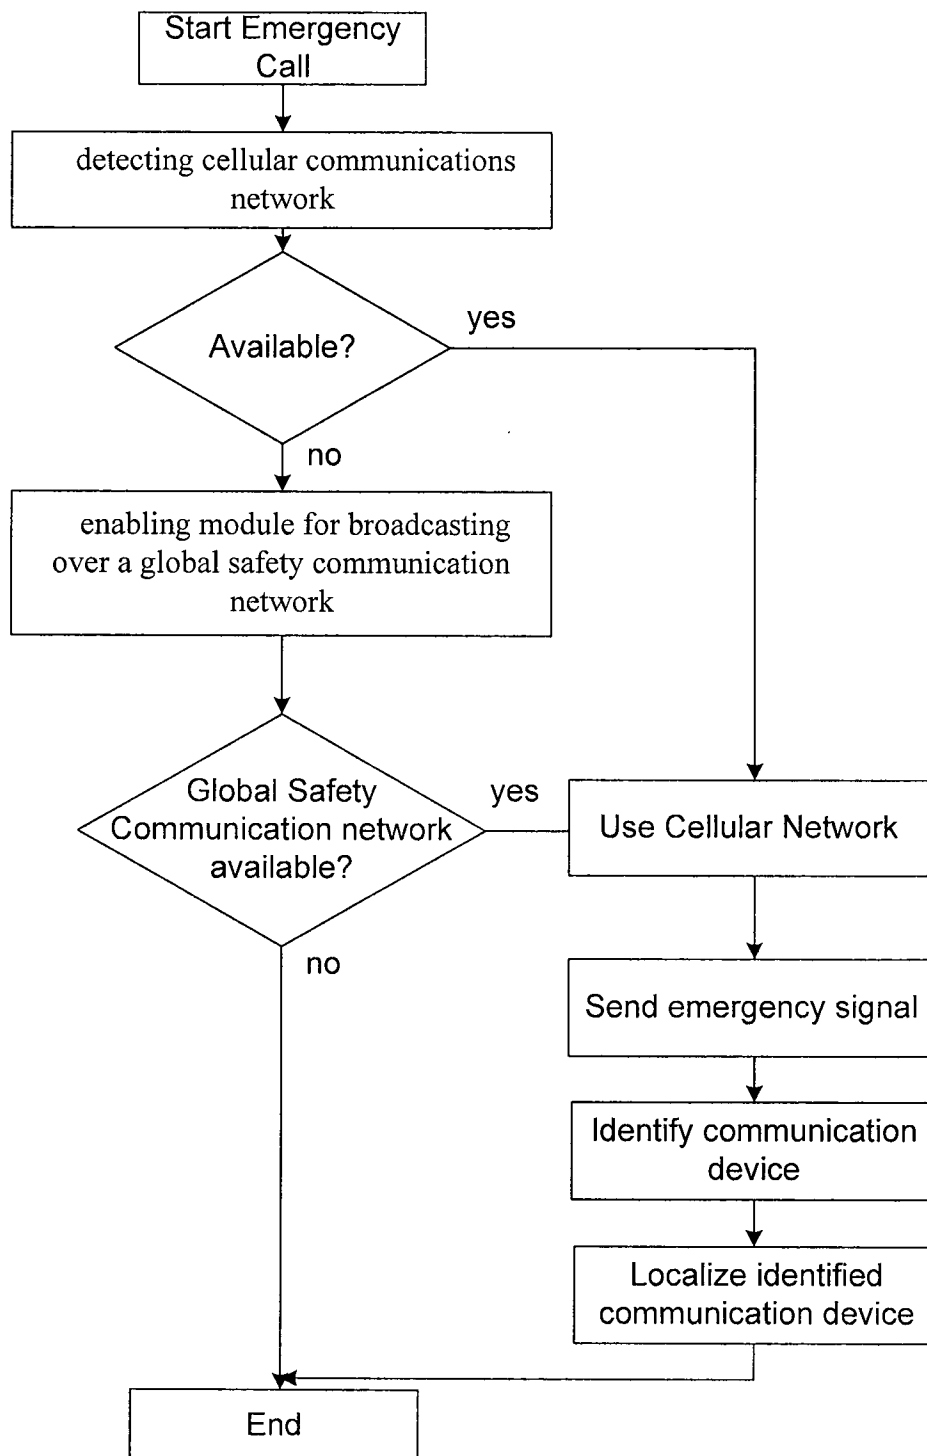 Start Emergency
Call
detecting cellular communications
network
Available?
yes
no
enabling module for broadcasting
over a global safety communication
network
Global Safety
Communication network
available?
yes
no
Use Cellular Network
Send emergency signal
Identify communication
device
Localize identified
communication device
End